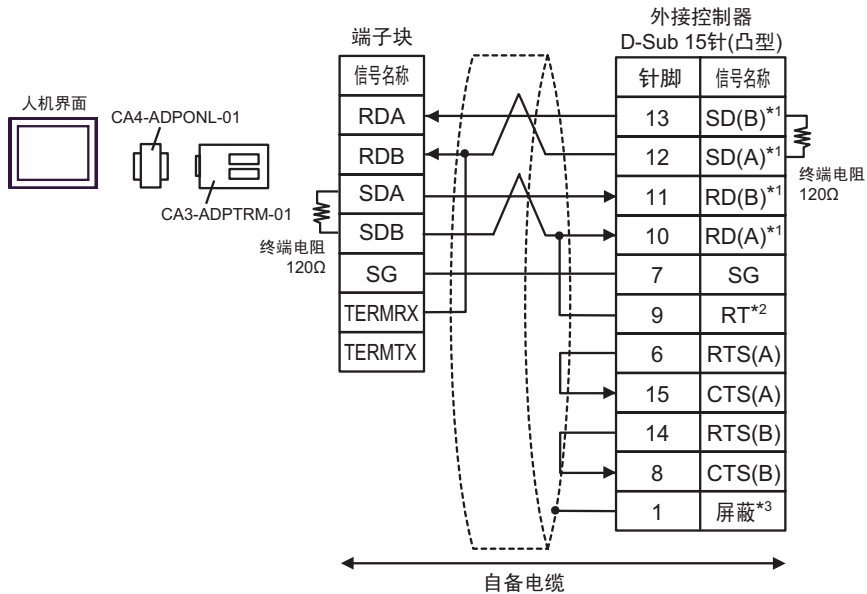 外接控制器
端子块
D-Sub 15针(凸型)
信号名称
针脚
信号名称
人机界面
CA4-ADPONL-01
CA3-ADPTRM-01
RDA
13
SD(B)*1
RDB
12
SD(A)*1
终端电阻
120Ω
SDA
11
RD(B)*1
SDB
10
RD(A)*1
终端电阻
120Ω
SG
7
SG
TERMRX
9
RT*2
TERMTX
6
RTS(A)
15
CTS(A)
14
RTS(B)
8
CTS(B)
1
屏蔽*3
自备电缆